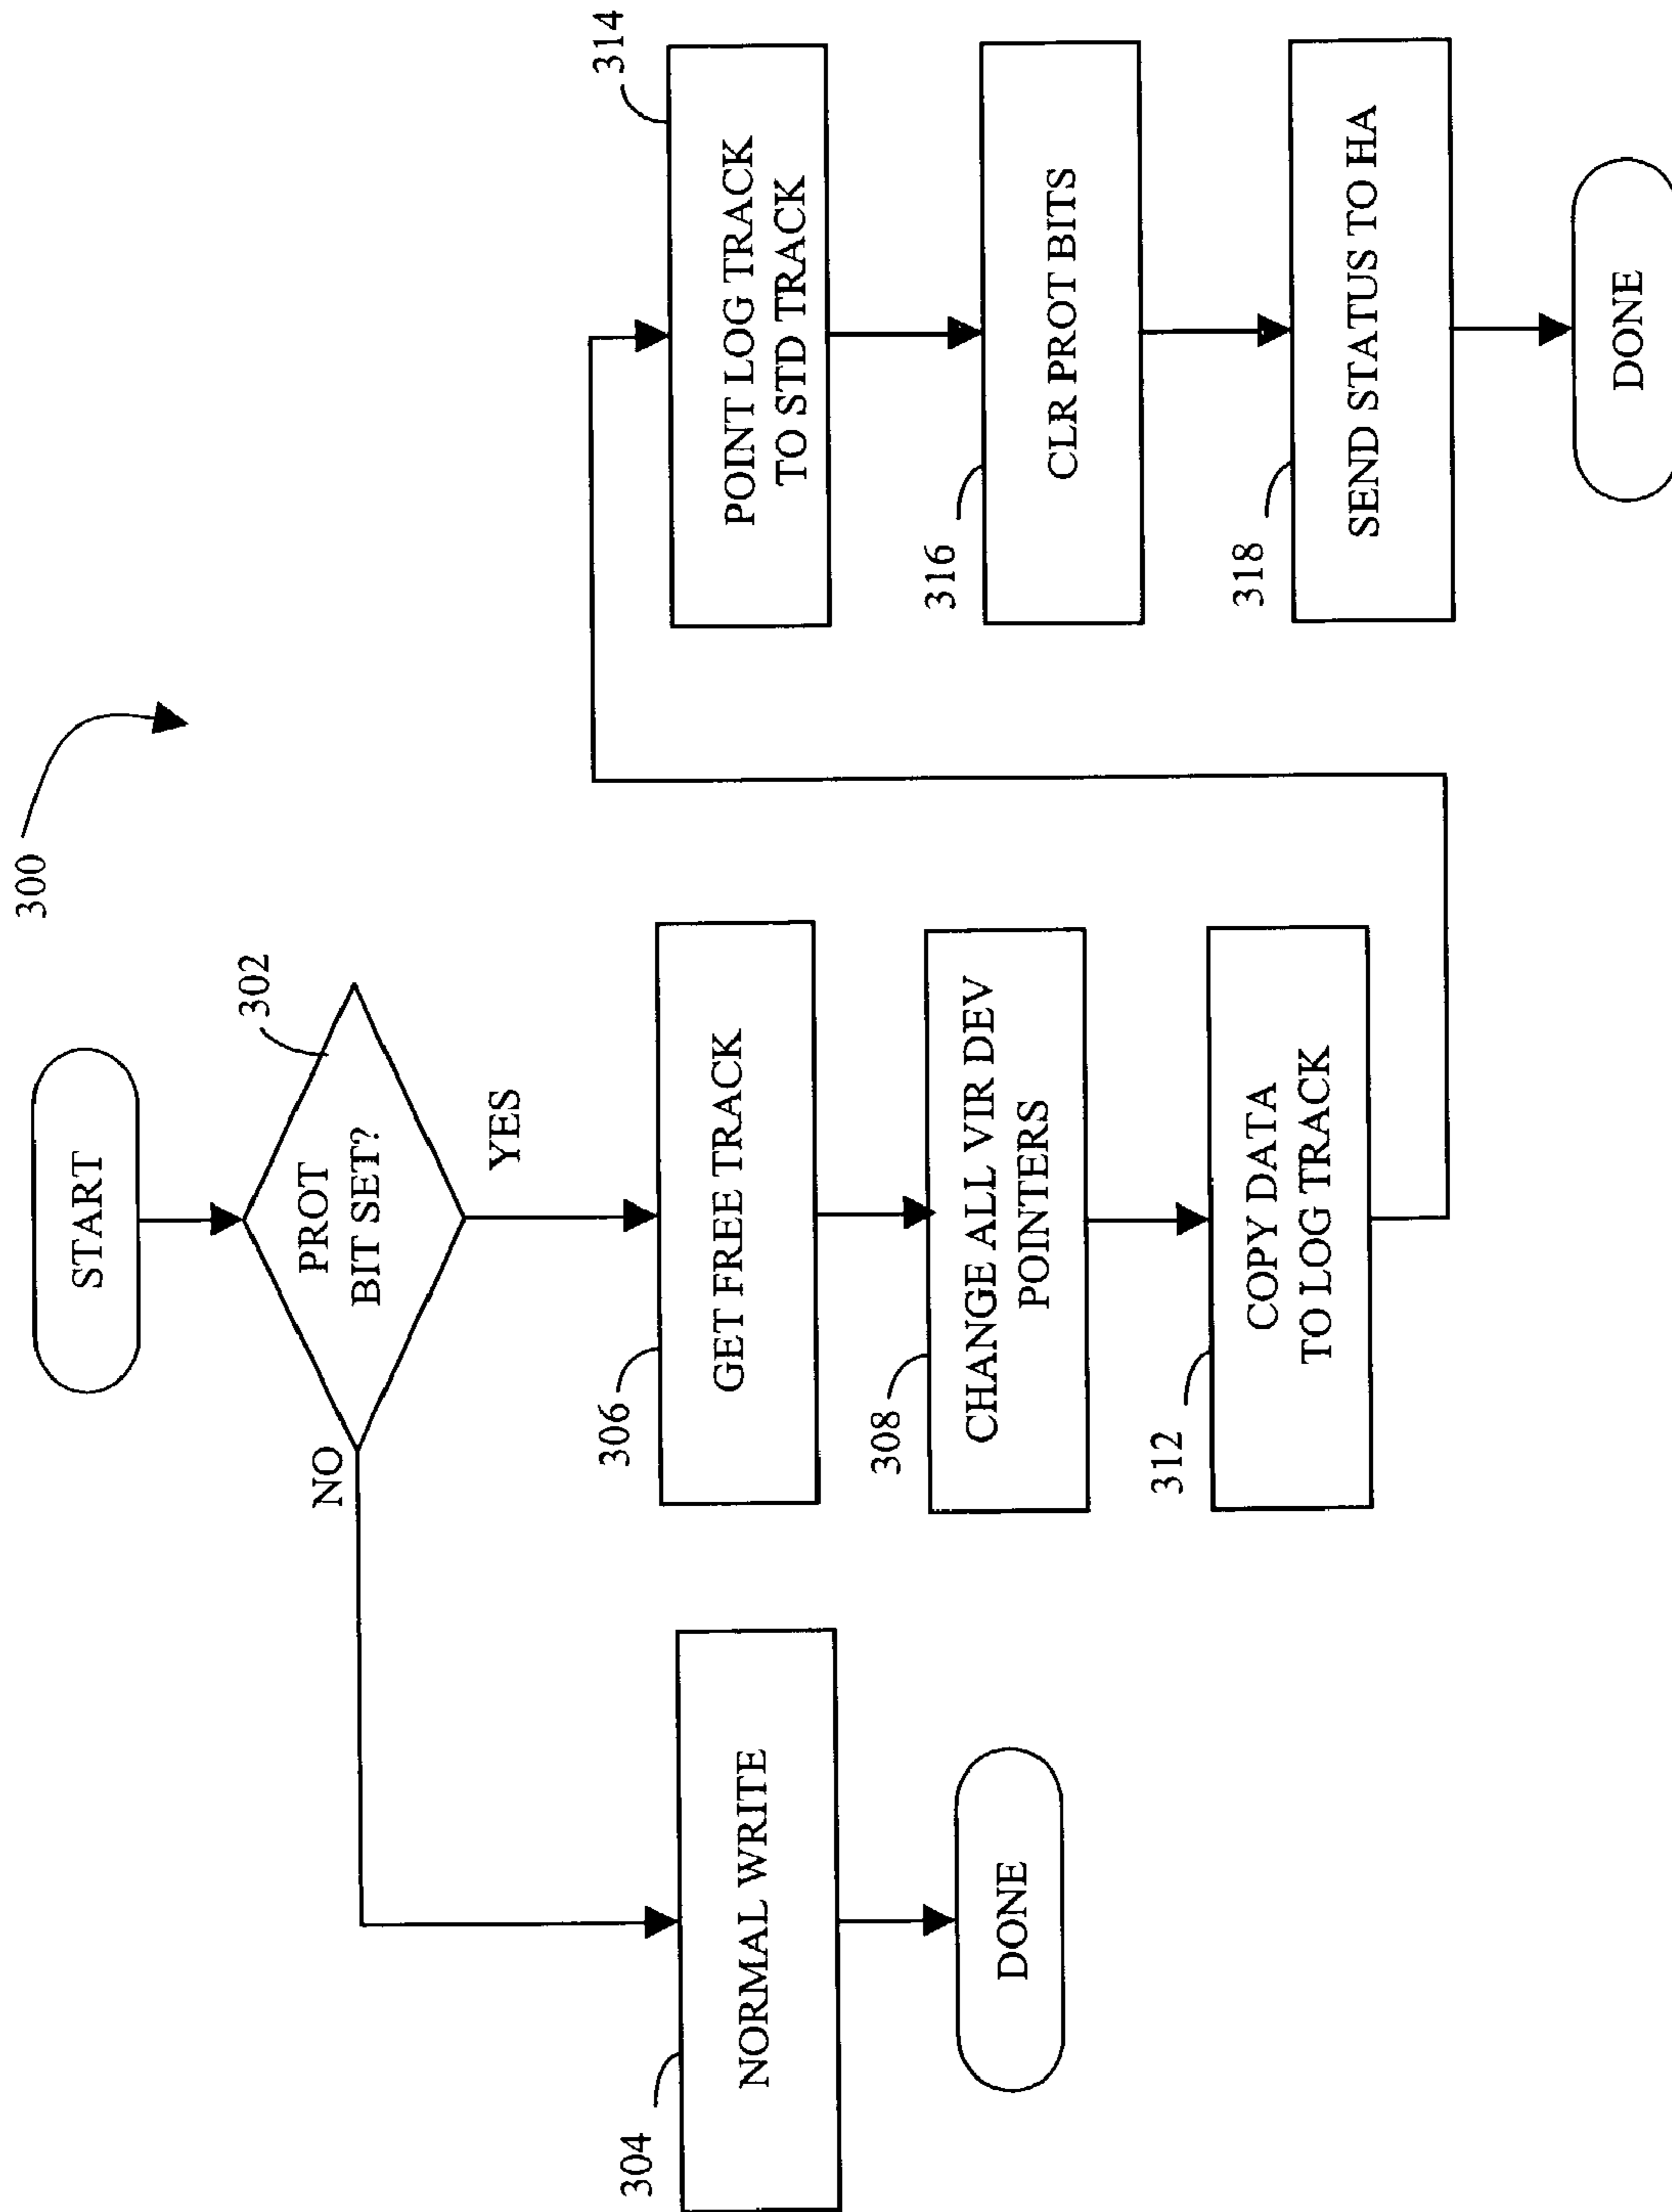 300
START
302
PROT
BIT SET?
NO
YES
304
NORMAL WRITE
DONE
306
GET FREE TRACK
308
CHANGE ALL VIR DEV
POINTERS
312
COPY DATA
TO LOG TRACK
314
POINT LOG TRACK
TO STD TRACK
316
CLR PROT BITS
318
SEND STATUS TO HA
DONE